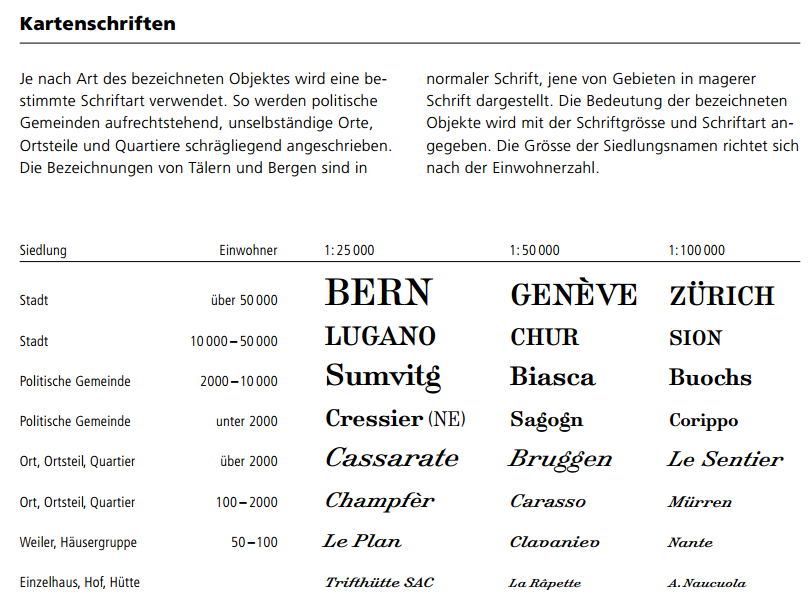 Kartenschriften
Je nach Art des bezeichneten Objektes wird eine be-
stimmte Schriftart verwendet. So werden politische
Gemeinden aufrechtstehend, unselbständige Orte,
Ortsteile und Quartiere schrägliegend angeschrieben.
Die Bezeichnungen von Tälern und Bergen sind in
normaler Schrift, jene von Gebieten in magerer
Schrift dargestellt. Die Bedeutung der bezeichneten
Objekte wird mit der Schriftgrösse und Schriftart an-
gegeben. Die Grösse der Siedlungsnamen richtet sich
nach der Einwohnerzahl.
Siedlung Einwohner 1:25 000 1:50 000 1:100 000
Stadt über 50 000 BERN GENÈVE ZÜRICH
Stadt 10 000–50 000 LUGANO CHUR SION
Politische Gemeinde 2000–10 000 Sumvitg Biasca Buochs
Politische Gemeinde unter 2000 Cressier (NE) Sagogn Corippo
Ort, Ortsteil, Quartier über 2000 Cassarate Bruggen Le Sentier
Ort, Ortsteil, Quartier 100–2000 Champfèr Carasso Mürren
Weiler, Häusergruppe 50–100 Le Plan Clavaniev Nante
Einzelhaus, Hof, Hütte Trifthütte SAC La Râpette A. Naucuola